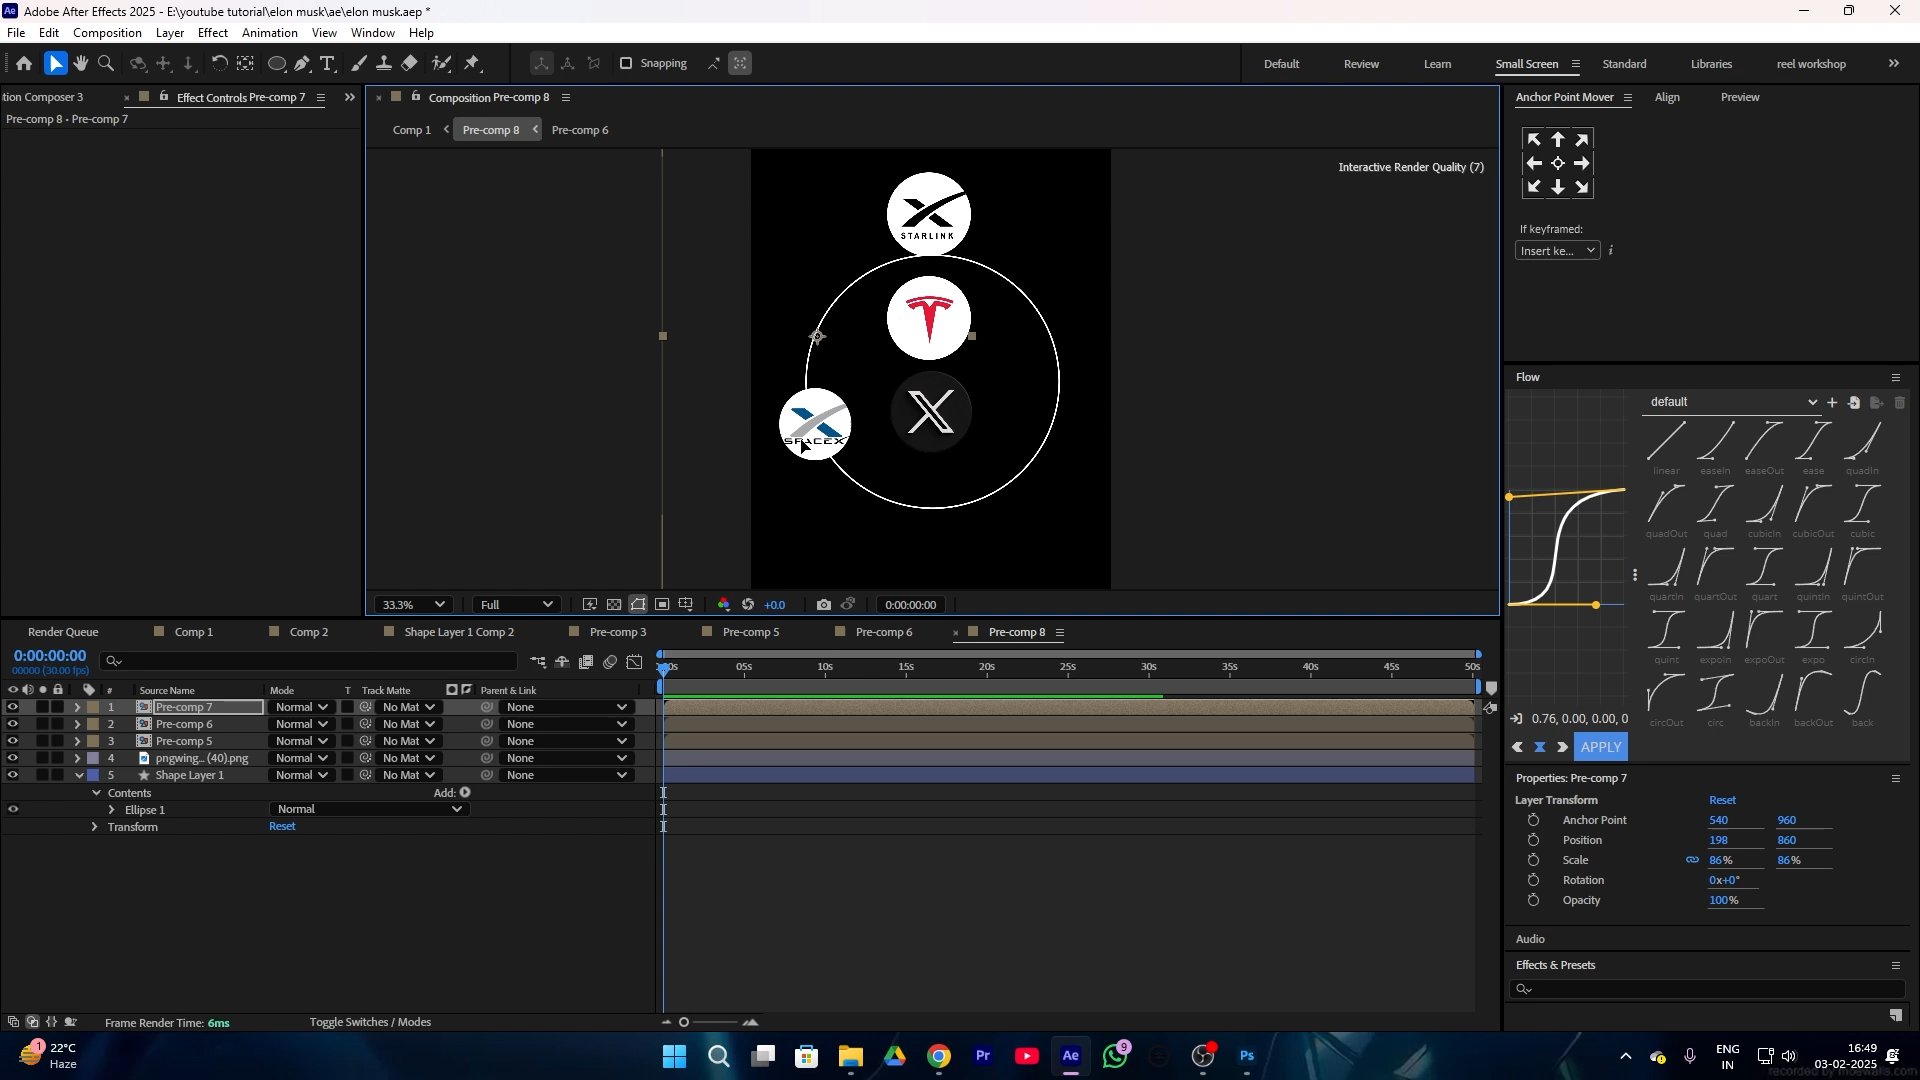 Adobe After Effects 2025 - E:\youtube tutorial\elon musk\ae\elon musk.aep *
File Edit Composition Layer Effect Animation View Window Help
Snapping Default Review Learn Small Screen Standard Libraries reel workshop
tion Composer 3 Effect Controls Pre-comp 7
Pre-comp 8 • Pre-comp 7
Composition Pre-comp 8
Comp 1 Pre-comp 8 Pre-comp 6
Interactive Render Quality (7)
STARLINK
SPACEX
33.3% Full +0.0 0:00:00:00
Anchor Point Mover Align Preview
If keyframed:
Insert ke...
Flow
default
linear easeIn easeOut ease quadIn
quadOut quad cubicIn cubicOut cubic
quartIn quartOut quart quintIn quintOut
quint expoIn expoOut expo circIn
circOut circ backIn backOut back
0.76, 0.00, 0.00, 0
APPLY
Properties: Pre-comp 7
Layer Transform Reset
Anchor Point 540 960
Position 198 860
Scale 86% 86%
Rotation 0x+0°
Opacity 100%
Audio
Effects & Presets
Render Queue Comp 1 Comp 2 Shape Layer 1 Comp 2 Pre-comp 3 Pre-comp 5 Pre-comp 6 Pre-comp 8
0:00:00:00
00000 (30.00 fps)
05s 10s 15s 20s 25s 30s 35s 40s 45s 50s
# Source Name Mode T Track Matte Parent & Link
1 Pre-comp 7 Normal No Mat None
2 Pre-comp 6 Normal No Mat None
3 Pre-comp 5 Normal No Mat None
4 pngwing... (40).png Normal No Mat None
5 Shape Layer 1 Normal No Mat None
Contents Add:
Ellipse 1 Normal
Transform Reset
Frame Render Time: 6ms Toggle Switches / Modes
1
22°C
Haze
Pr Ae 9 Ps
ENG
IN
16:49
03-02-2025